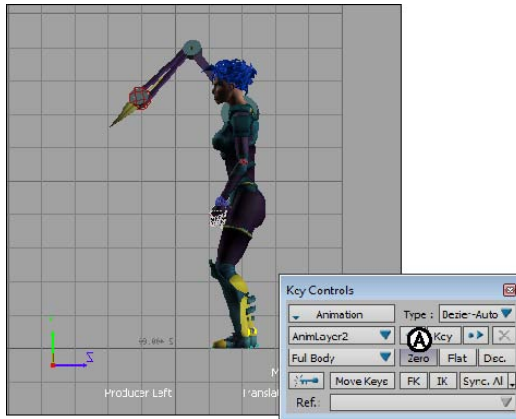 Y
Z
Producer Left
Key Controls
Animation
Type :
Bezier-Auto
AnimLayer2
A
Key
Full Body
Zero
Flat
Disc.
Move Keys
FK
IK
Sync. Al
Ref.: